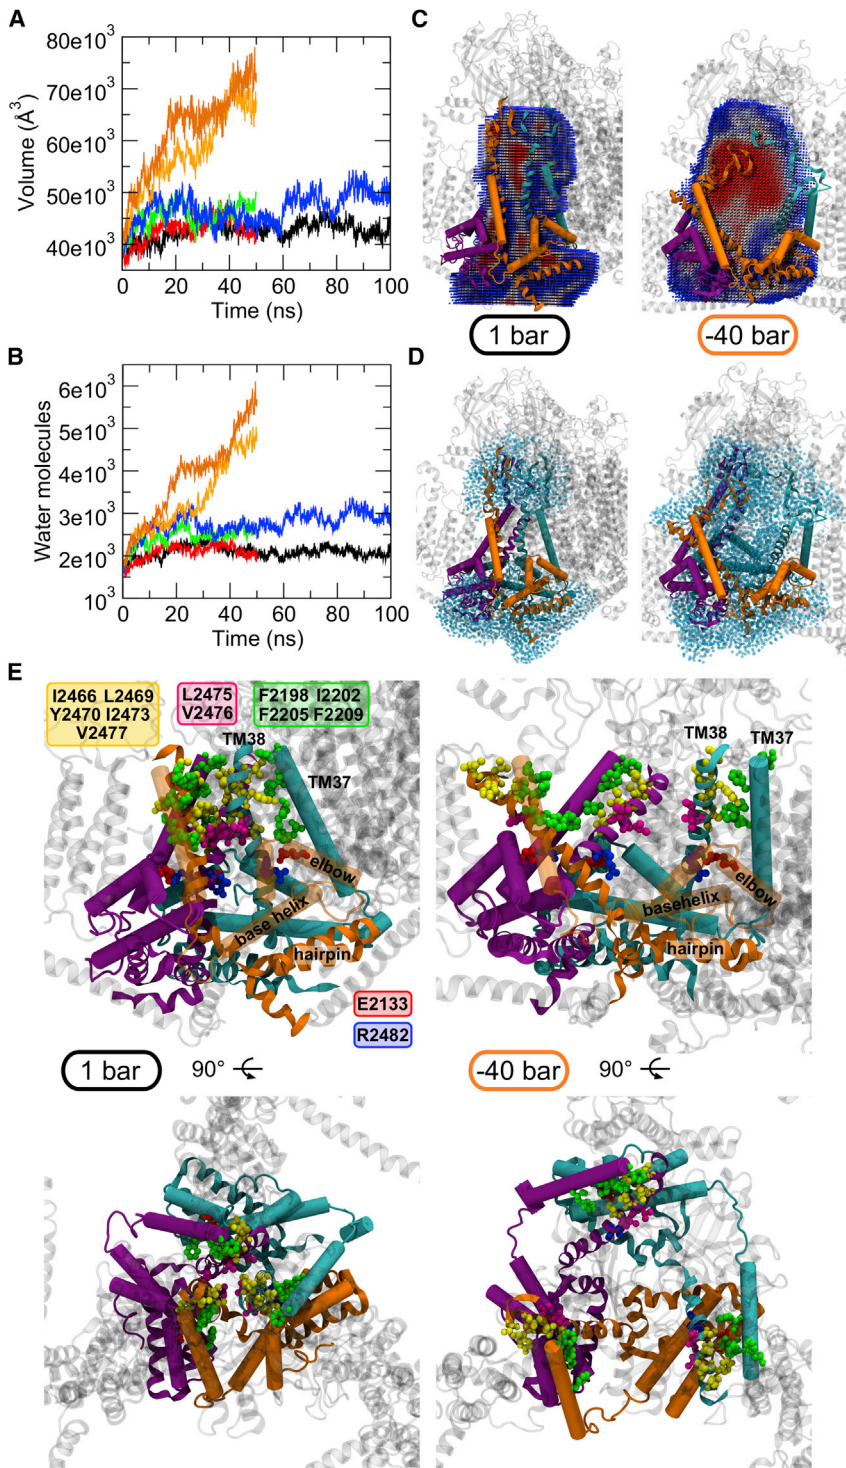 A
80e10³
70e10³
60e10³
50e10³
40e10³
Volume (Å³)
0 20 40 60 80 100
Time (ns)
C
1 bar
-40 bar
B
6e10³
5e10³
4e10³
3e10³
2e10³
10³
Water molecules
0 20 40 60 80 100
Time (ns)
D
E
I2466 L2469
Y2470 I2473
V2477
L2475
V2476
F2198 I2202
F2205 F2209
TM38
TM37
elbow
base helix
hairpin
E2133
R2482
TM38
TM37
elbow
basehelix
hairpin
1 bar
90°
-40 bar
90°